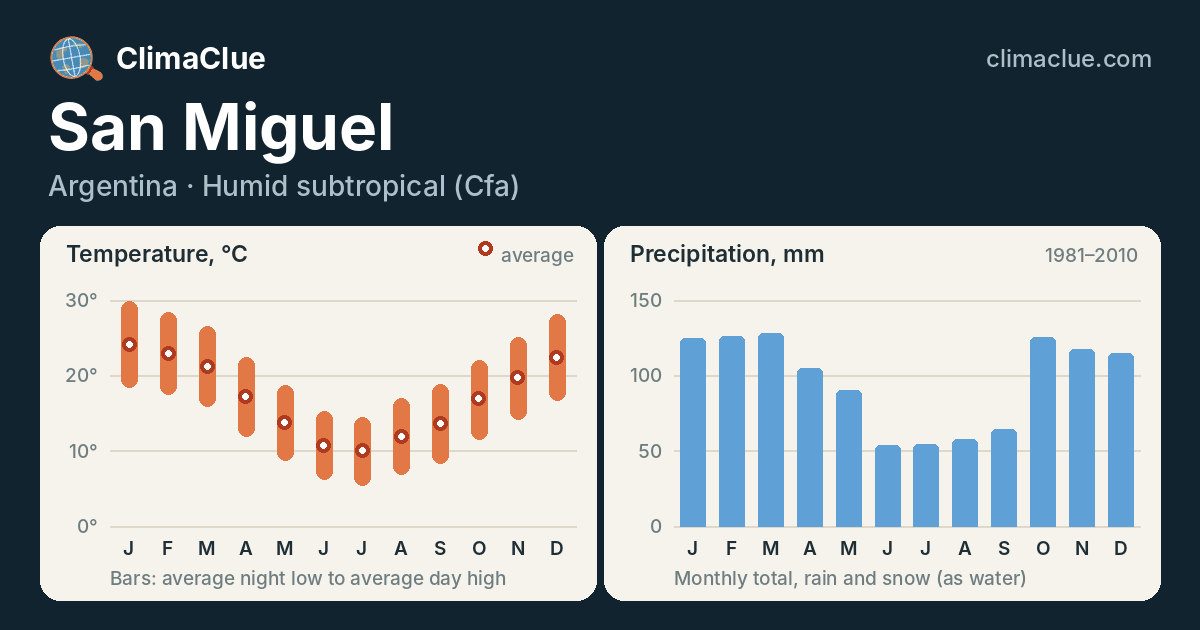 ClimaClue
climaclue.com
San Miguel
Argentina · Humid subtropical (Cfa)
Temperature, °C
average
30°
20°
10°
0°
J F M A M J J A S O N D
Bars: average night low to average day high
Precipitation, mm
1981–2010
150
100
50
0
J F M A M J J A S O N D
Monthly total, rain and snow (as water)